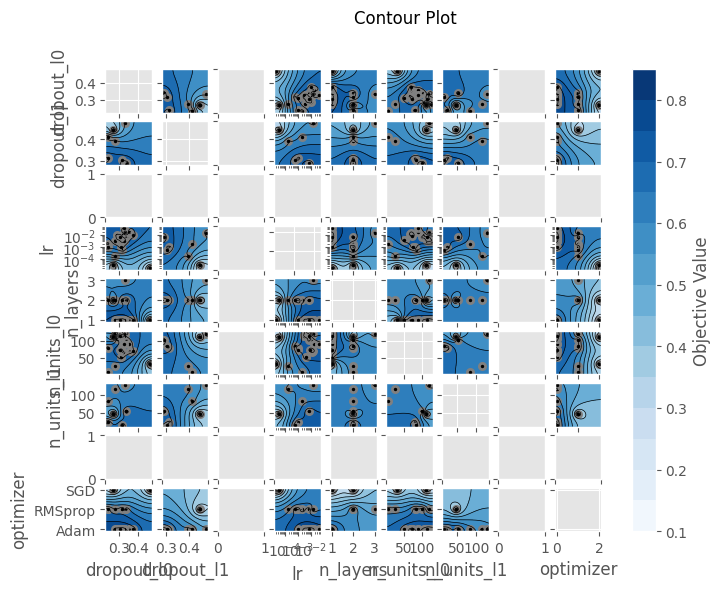 Contour Plot
dropout_l0
0.4
0.3
dropout_l1
0.4
0.3
1
0
lr
10⁻²
10⁻³
10⁻⁴
n_layers
3
2
1
n_units_l0
100
50
n_units_l1
100
50
1
0
optimizer
SGD
RMSprop
Adam
0.3 0.4
0.3 0.4
0 1
10⁻⁴ 10⁻²
1 2 3
50 100
50 100
0 1
0 2
dropout_l0
dropout_l1
lr
n_layers
n_units_l0
n_units_l1
optimizer
0.8
0.7
0.6
0.5
0.4
0.3
0.2
0.1
Objective Value